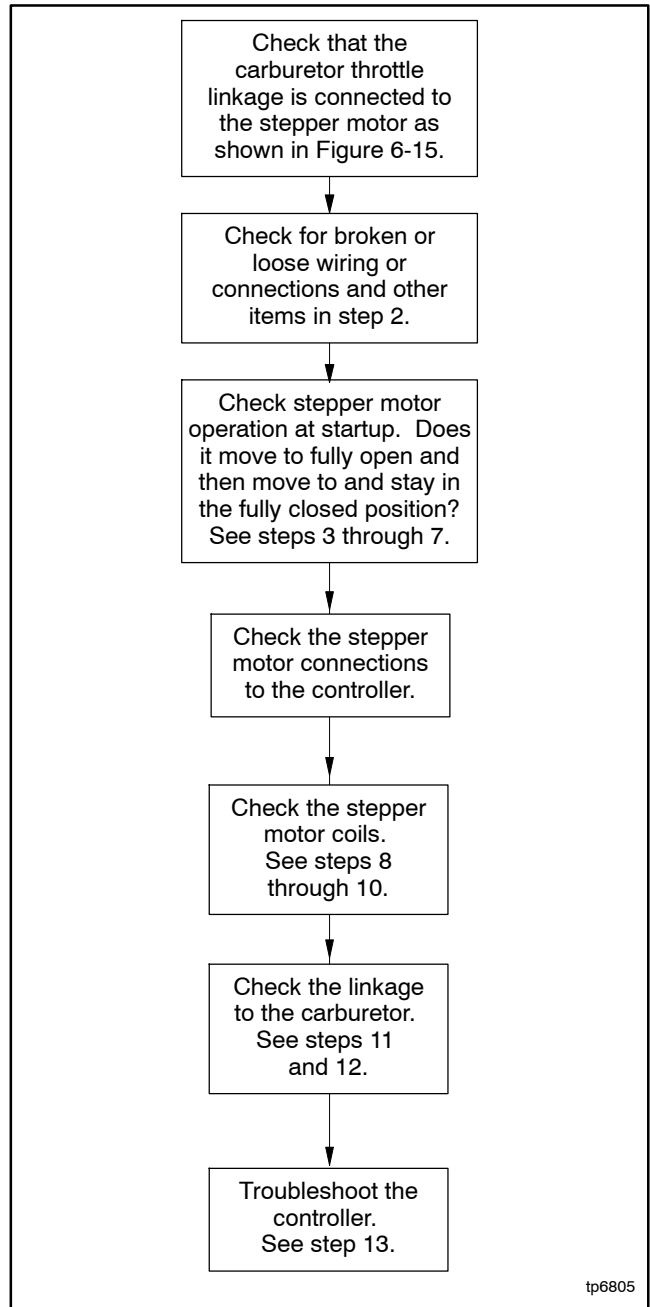 Check that the
carburetor throttle
linkage is connected to
the stepper motor as
shown in Figure 6-15.
Check for broken or
loose wiring or
connections and other
items in step 2.
Check stepper motor
operation at startup. Does
it move to fully open and
then move to and stay in
the fully closed position?
See steps 3 through 7.
Check the stepper
motor connections
to the controller.
Check the stepper
motor coils.
See steps 8
through 10.
Check the linkage
to the carburetor.
See steps 11
and 12.
Troubleshoot the
controller.
See step 13.
tp6805